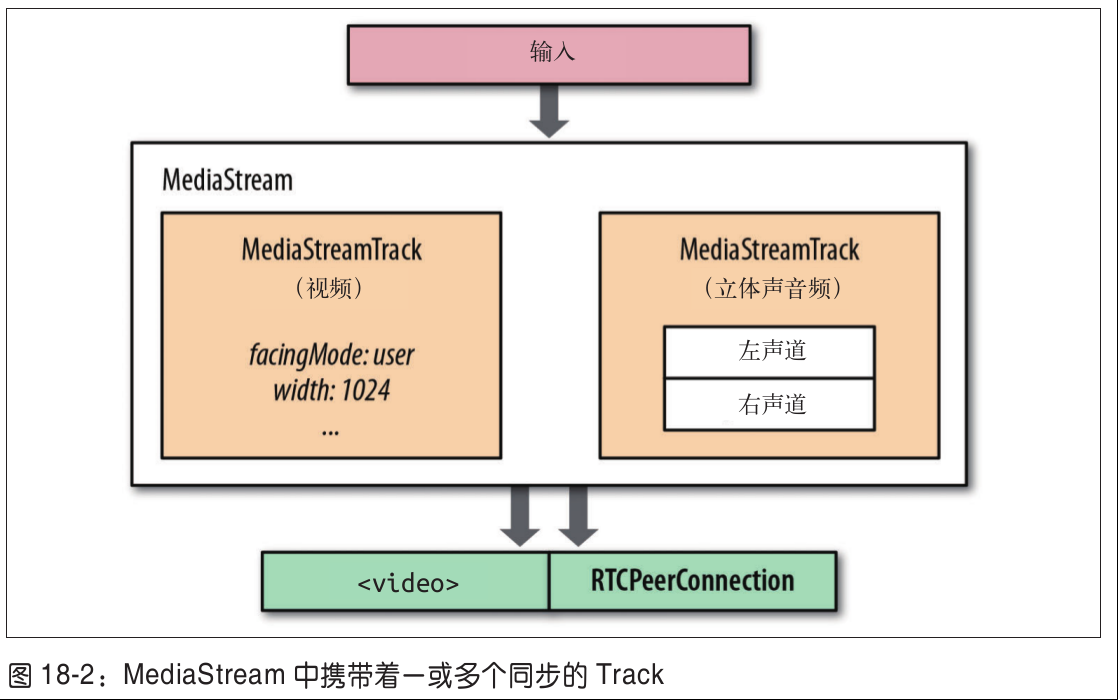 输入
MediaStream
MediaStreamTrack
（视频）
facingMode: user
width: 1024
...
MediaStreamTrack
（立体声音频）
左声道
右声道
<video>
RTCPeerConnection
图 18-2：MediaStream 中携带着一或多个同步的 Track